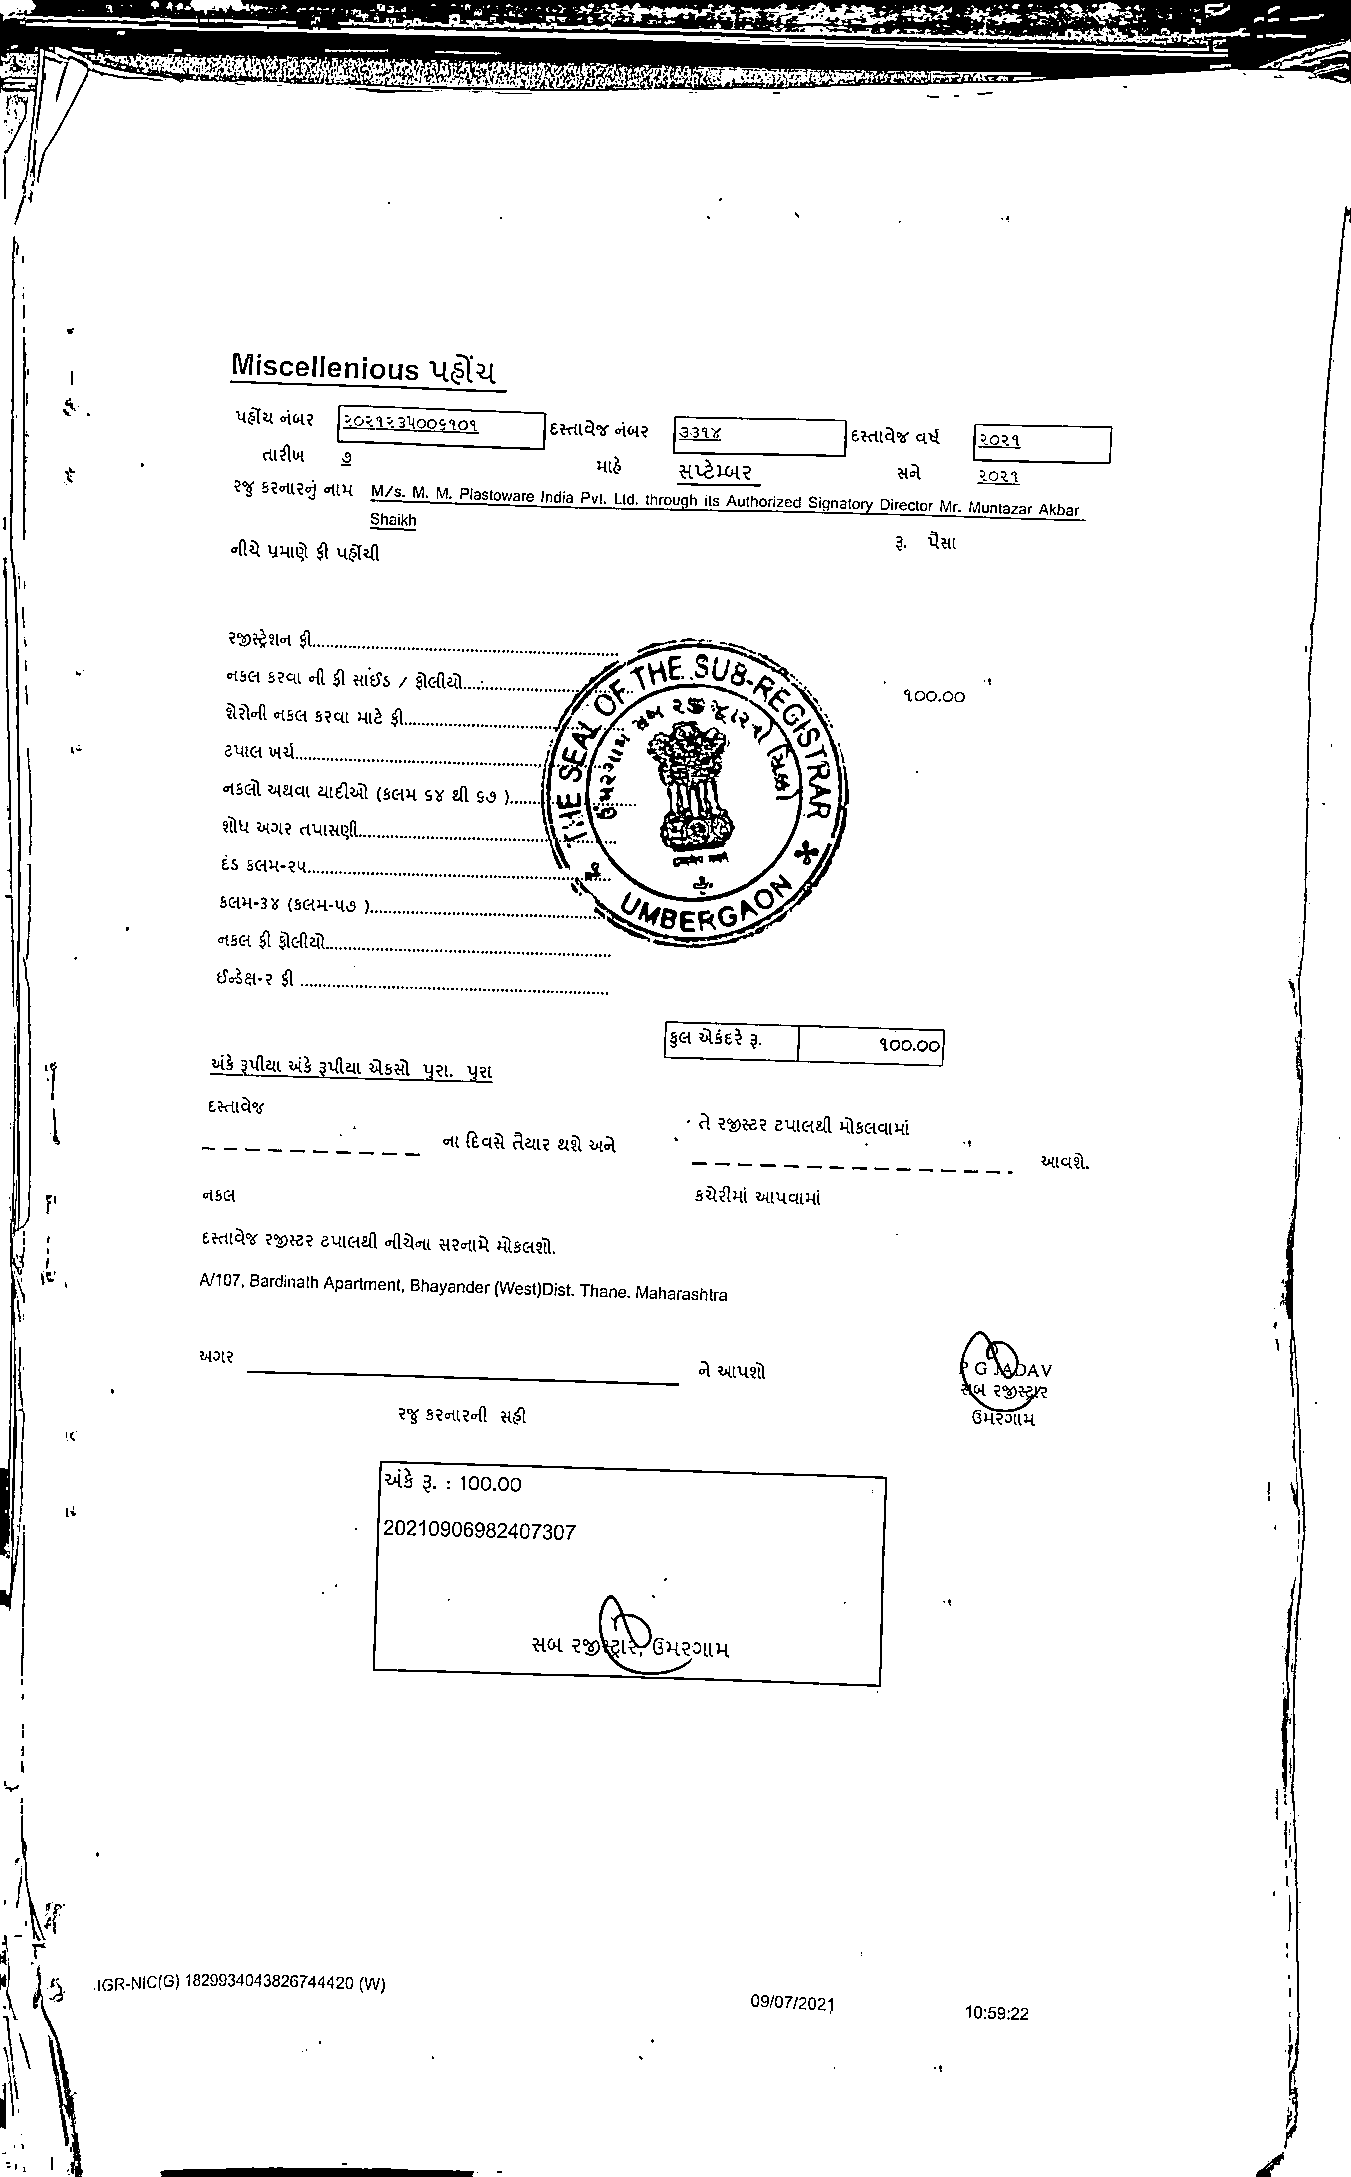 Miscellenious પહોંચ
પહોંચ નંબર ૨૦૨૧૨૩૫૦૦૬૧૦૧ દસ્તાવેજ નંબર ૩૩૧૪ દસ્તાવેજ વર્ષ ૨૦૨૧
તારીખ ૭ માહે સપ્ટેમ્બર સને ૨૦૨૧
રજુ કરનારનું નામ M/s. M. M. Plastoware India Pvt. Ltd. through its Authorized Signatory Director Mr. Muntazar Akbar
Shaikh
નીચે પ્રમાણે ફી પહોંચી રૂ. પૈસા
રજીસ્ટ્રેશન ફી
નકલ કરવા ની ફી સાંઈડ / ફોલીયો 100.00
શેરોની નકલ કરવા માટે ફી
ટપાલ ખર્ચ
નકલો અથવા યાદીઓ (કલમ ૬૪ થી ૬૭ )
શોધ અગર તપાસણી
દંડ કલમ-૨૫
કલમ-૩૪ (કલમ-૫૭ )
નકલ ફી ફોલીયો
ઈન્ડેક્ષ-૨ ફી
THE SEAL OF THE SUB-REGISTRAR
ઉંમરગામ સબ રજીસ્ટ્રારનો સિક્કો
UMBERGAON
કુલ એકંદરે રૂ. ૧૦૦.૦૦
અંકે રૂપીયા અંકે રૂપીયા એકસો પુરા. પુરા
દસ્તાવેજ
ના દિવસે તૈયાર થશે અને તે રજીસ્ટર ટપાલથી મોકલવામાં
આવશે.
નકલ કચેરીમાં આપવામાં
દસ્તાવેજ રજીસ્ટર ટપાલથી નીચેના સરનામે મોકલશો.
A/107, Bardinath Apartment, Bhayander (West)Dist. Thane. Maharashtra
અગર ને આપશો
P G JADAV
સબ રજીસ્ટ્રાર
ઉમરગામ
રજુ કરનારની સહી
અંકે રૂ. : 100.00
20210906982407307
સબ રજીસ્ટ્રાર, ઉમરગામ
IGR-NIC(G) 1829934043826744420 (W)
09/07/2021 10:59:22